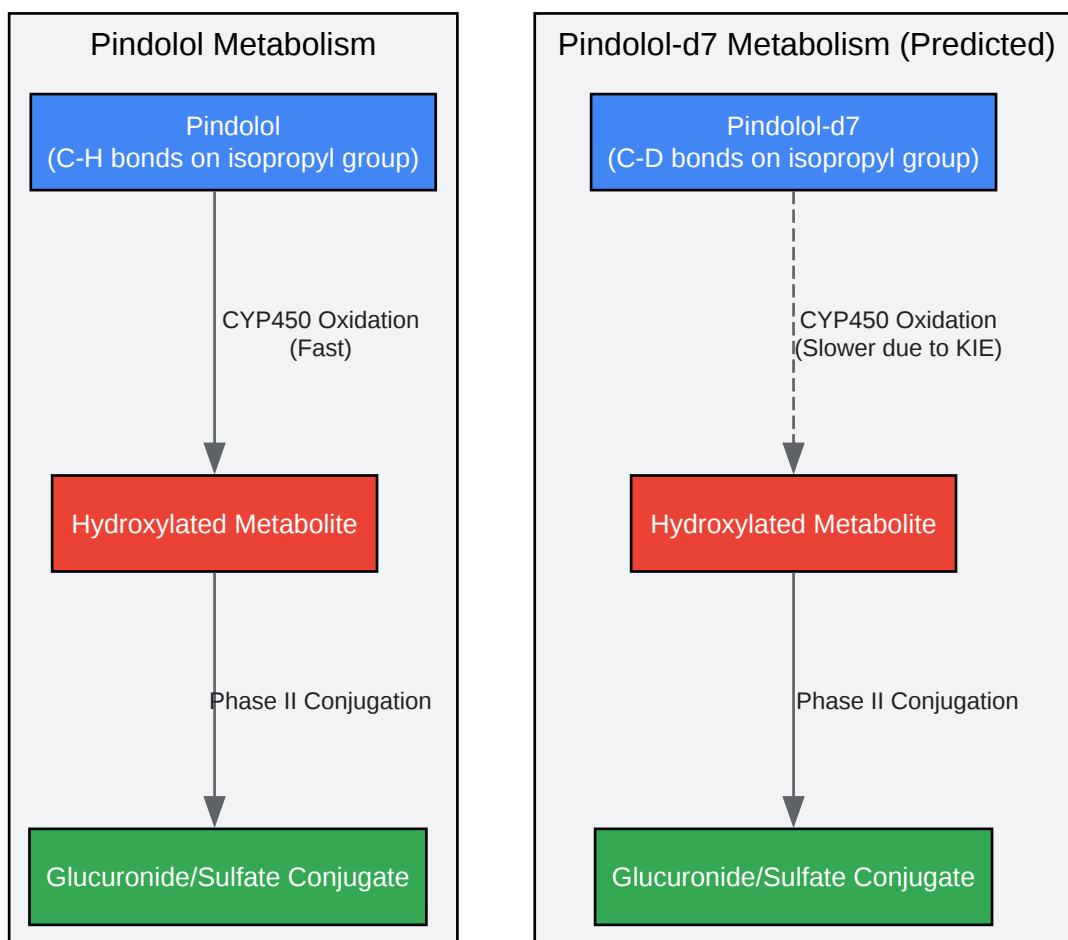 Pindolol Metabolism
Pindolol
(C-H bonds on isopropyl group)
CYP450 Oxidation
(Fast)
Hydroxylated Metabolite
Phase II Conjugation
Glucuronide/Sulfate Conjugate
Pindolol-d7 Metabolism (Predicted)
Pindolol-d7
(C-D bonds on isopropyl group)
CYP450 Oxidation
(Slower due to KIE)
Hydroxylated Metabolite
Phase II Conjugation
Glucuronide/Sulfate Conjugate